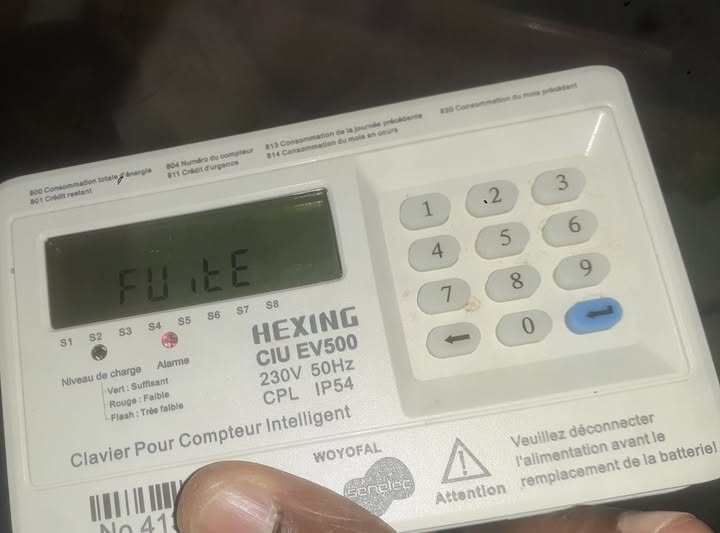 800 Consommation totale d'énergie
801 Crédit restant
804 Numéro du compteur
811 Crédit d'urgence
813 Consommation de la journée précédente
814 Consommation du mois en cours
820 Consommation du mois précédent
FUitE
S1 S2 S3 S4 S5 S6 S7 S8
Niveau de charge
Alarme
Vert : Suffisant
Rouge : Faible
Flash : Très faible
HEXING
CIU EV500
230V 50Hz
CPL IP54
1 2 3
4 5 6
7 8 9
← 0 ↵
Clavier Pour Compteur Intelligent
WOYOFAL
senelec
Attention
Veuillez déconnecter
l'alimentation avant le
remplacement de la batterie!
No 41